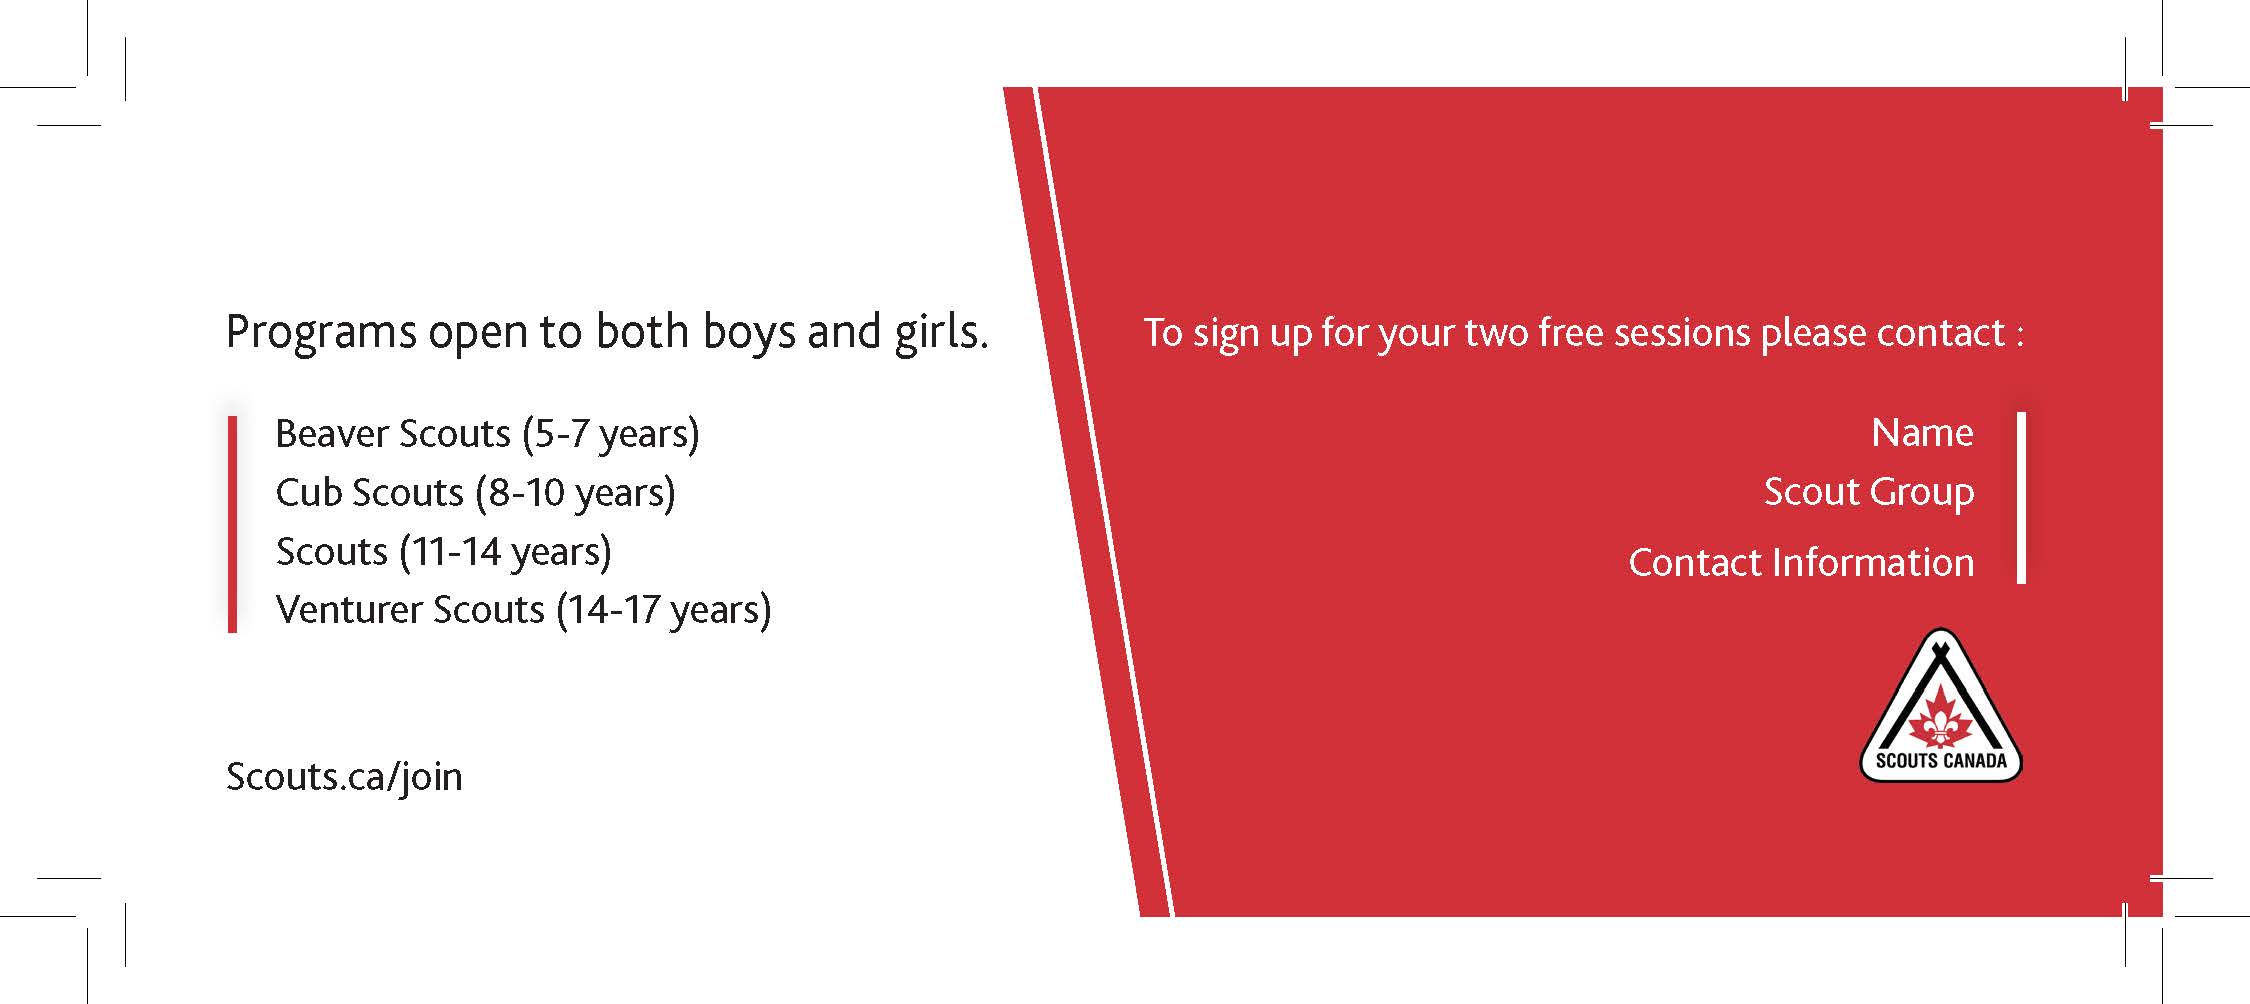 Programs open to both boys and girls.
Beaver Scouts (5-7 years)
Cub Scouts (8-10 years)
Scouts (11-14 years)
Venturer Scouts (14-17 years)
Scouts.ca/join
To sign up for your two free sessions please contact :
Name
Scout Group
Contact Information
SCOUTS CANADA